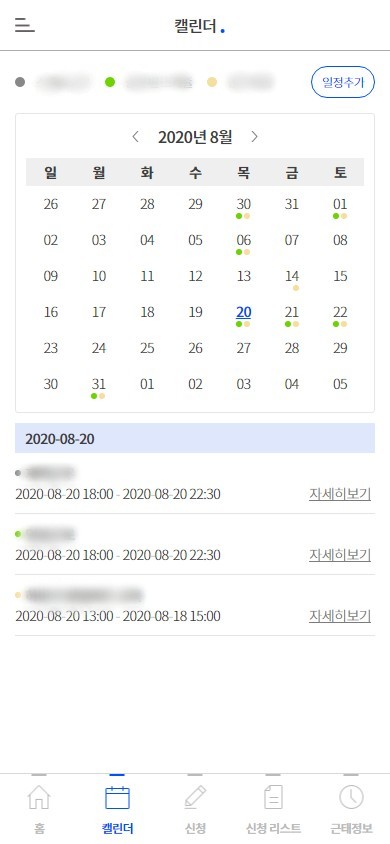 캘린더
일정추가
2020년 8월
일 월 화 수 목 금 토
26 27 28 29 30 31 01
02 03 04 05 06 07 08
09 10 11 12 13 14 15
16 17 18 19 20 21 22
23 24 25 26 27 28 29
30 31 01 02 03 04 05
2020-08-20
2020-08-20 18:00 - 2020-08-20 22:30 자세히보기
2020-08-20 18:00 - 2020-08-20 22:30 자세히보기
2020-08-20 13:00 - 2020-08-18 15:00 자세히보기
홈 캘린더 신청 신청 리스트 근태정보